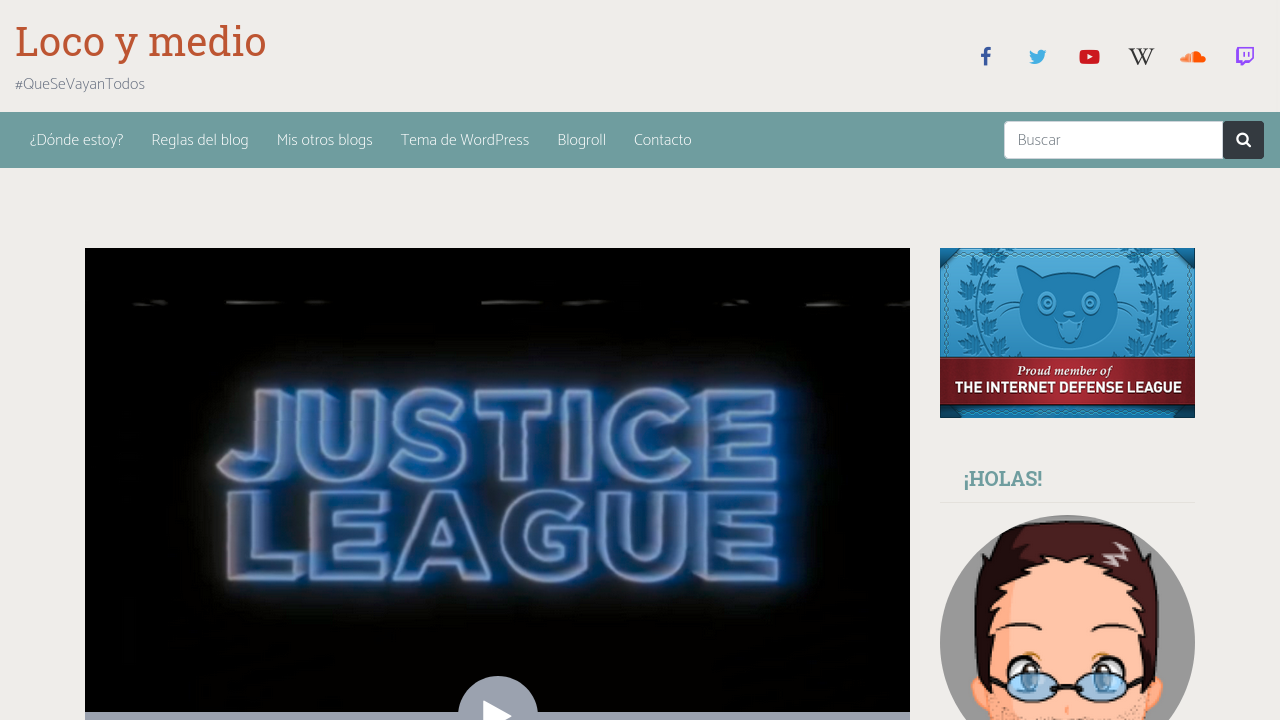 Loco y medio
#QueSeVayanTodos
¿Dónde estoy? Reglas del blog Mis otros blogs Tema de WordPress Blogroll Contacto Buscar
JUSTICE
LEAGUE
Proud member of
THE INTERNET DEFENSE LEAGUE
¡HOLAS!